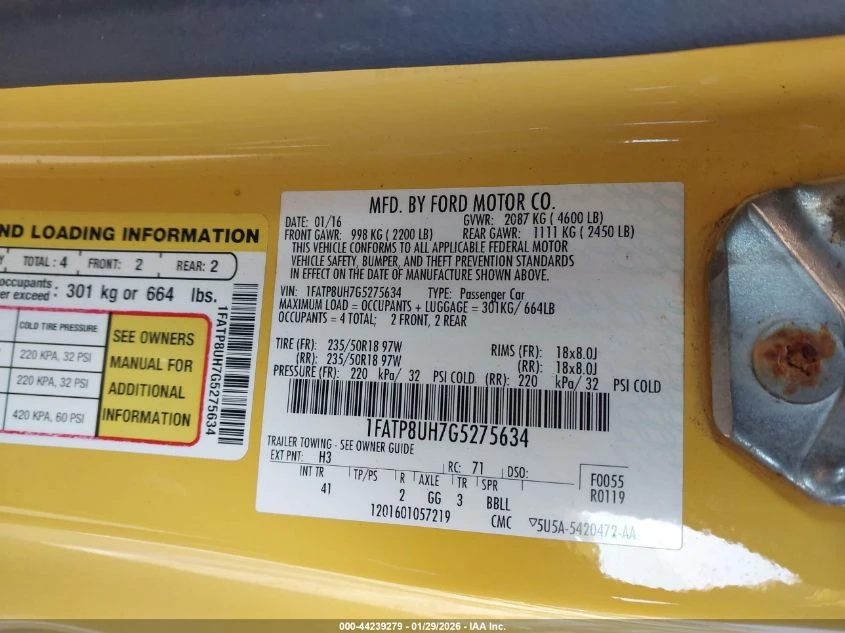 ND LOADING INFORMATION
Y TOTAL: 4 FRONT: 2 REAR: 2
occupants
er exceed: 301 kg or 664 lbs.
COLD TIRE PRESSURE
220 KPA, 32 PSI
220 KPA, 32 PSI
420 KPA, 60 PSI
SEE OWNERS
MANUAL FOR
ADDITIONAL
INFORMATION
1FATP8UH7G5275634
MFD. BY FORD MOTOR CO.
DATE: 01/16 GVWR: 2087 KG ( 4600 LB)
FRONT GAWR: 998 KG ( 2200 LB) REAR GAWR: 1111 KG ( 2450 LB)
THIS VEHICLE CONFORMS TO ALL APPLICABLE FEDERAL MOTOR
VEHICLE SAFETY, BUMPER, AND THEFT PREVENTION STANDARDS
IN EFFECT ON THE DATE OF MANUFACTURE SHOWN ABOVE.
VIN: 1FATP8UH7G5275634 TYPE: Passenger Car
MAXIMUM LOAD = OCCUPANTS + LUGGAGE = 301KG/ 664LB
OCCUPANTS = 4 TOTAL; 2 FRONT, 2 REAR
TIRE (FR): 235/50R18 97W RIMS (FR): 18x8.0J
(RR): 235/50R18 97W (RR): 18x8.0J
PRESSURE (FR): 220 kPa/ 32 PSI COLD (RR): 220 kPa/ 32 PSI COLD
1FATP8UH7G5275634
TRAILER TOWING - SEE OWNER GUIDE
EXT PNT: H3 RC: 71 DSO: F0055
R0119
INT TR TP/PS R AXLE TR SPR
41 2 GG 3 BBLL
1201601057219 CMC ▽5U5A-5420472-AA
000-44239279 - 01/29/2026 - IAA Inc.